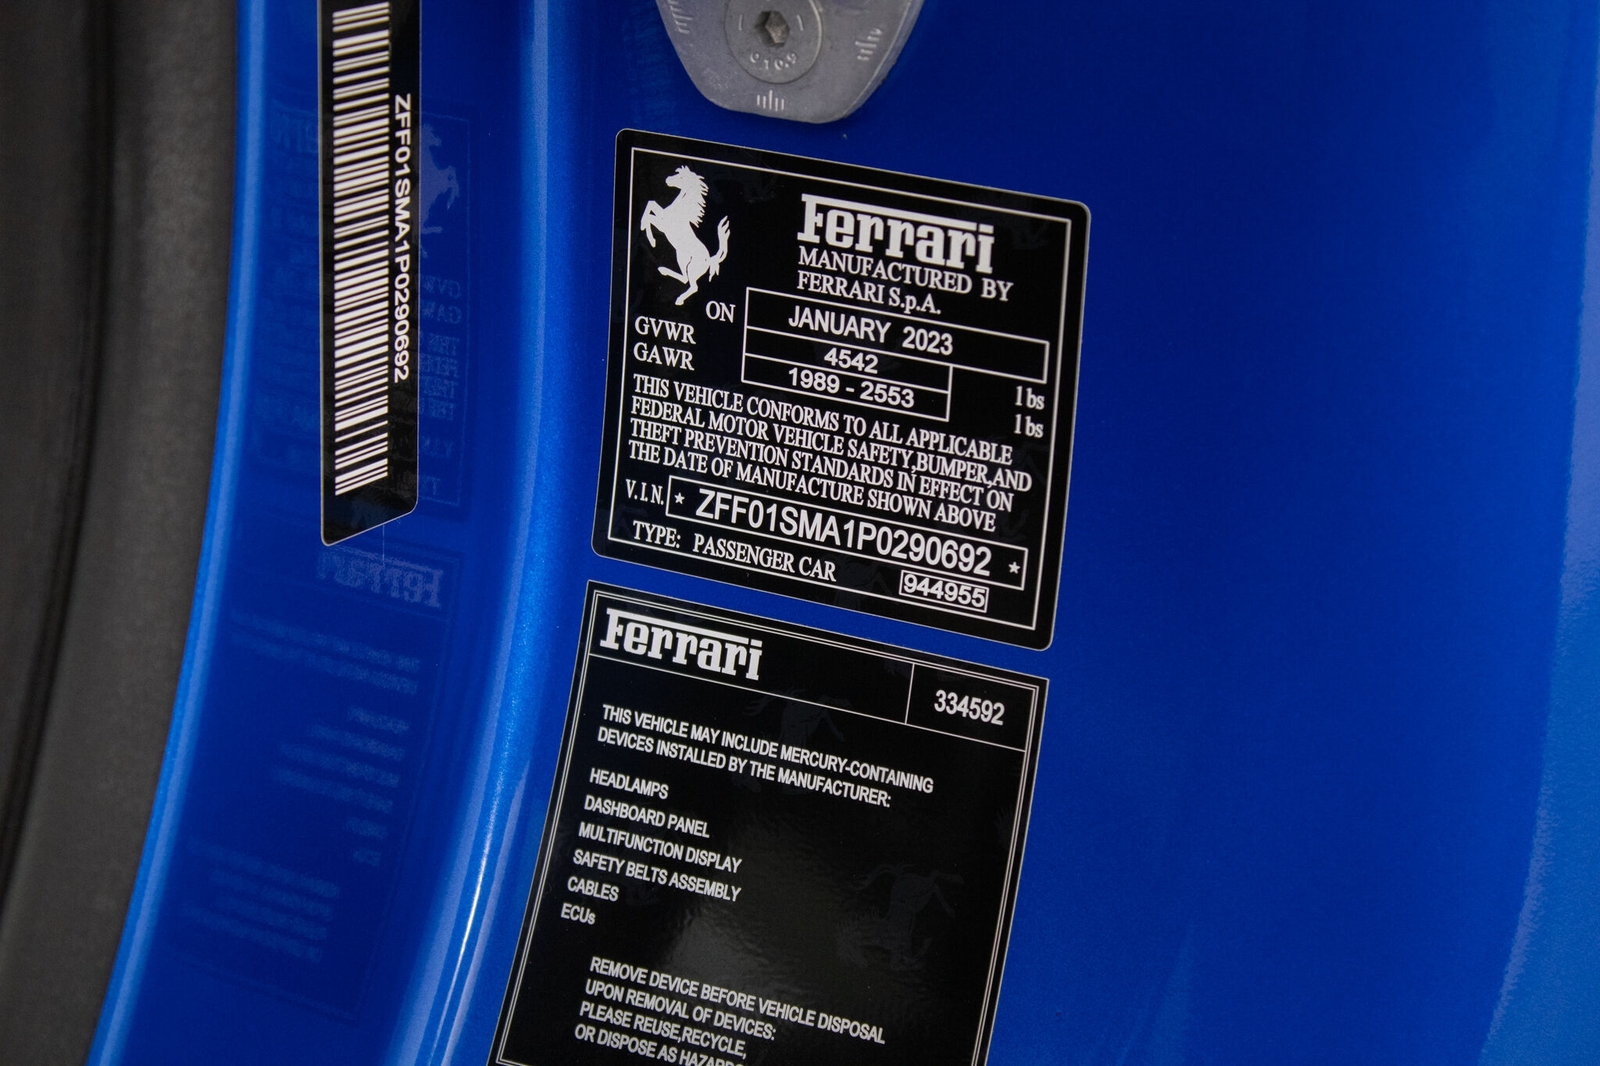 ZFF01SMA1P0290692
Ferrari
MANUFACTURED BY
FERRARI S.p.A.
ON JANUARY 2023
GVWR 4542 lbs
GAWR 1989 - 2553 lbs
THIS VEHICLE CONFORMS TO ALL APPLICABLE
FEDERAL MOTOR VEHICLE SAFETY,BUMPER,AND
THEFT PREVENTION STANDARDS IN EFFECT ON
THE DATE OF MANUFACTURE SHOWN ABOVE
V.I.N. * ZFF01SMA1P0290692 *
TYPE: PASSENGER CAR 944955
Ferrari 334592
THIS VEHICLE MAY INCLUDE MERCURY-CONTAINING
DEVICES INSTALLED BY THE MANUFACTURER:
HEADLAMPS
DASHBOARD PANEL
MULTIFUNCTION DISPLAY
SAFETY BELTS ASSEMBLY
CABLES
ECUs
REMOVE DEVICE BEFORE VEHICLE DISPOSAL
UPON REMOVAL OF DEVICES:
PLEASE REUSE,RECYCLE,
OR DISPOSE AS